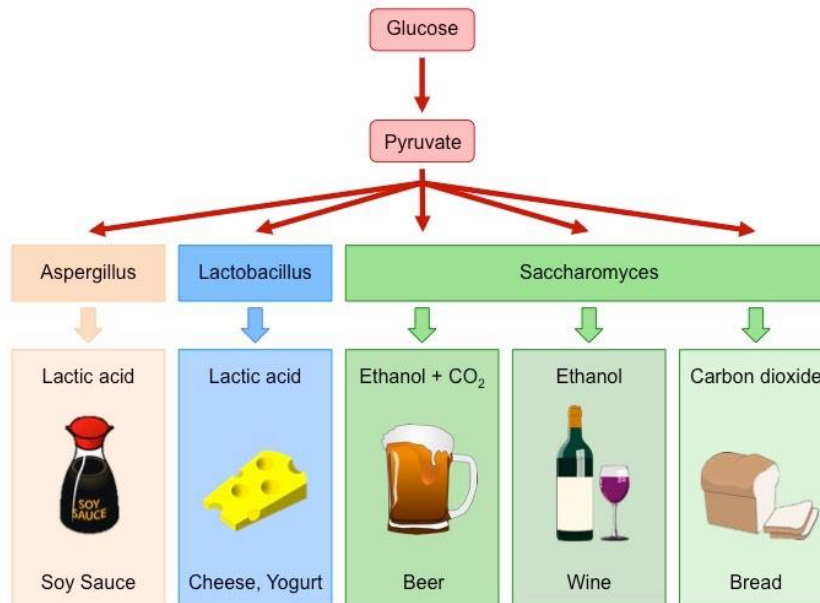 Glucose
Pyruvate
Aspergillus
Lactobacillus
Saccharomyces
Lactic acid
Lactic acid
Ethanol + CO₂
Ethanol
Carbon dioxide
SOY
SAUCE
Soy Sauce
Cheese, Yogurt
Beer
Wine
Bread